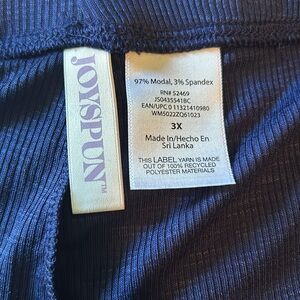 JOYSPUN™
97% Modal, 3% Spandex
RN# 52469
JS043SS41BC
EAN/UPC 0 11321410980
WM5022ZQ61023
3X
Made In/Hecho En
Sri Lanka
THIS LABEL YARN IS MADE
OUT OF 100% RECYCLED
POLYESTER MATERIALS